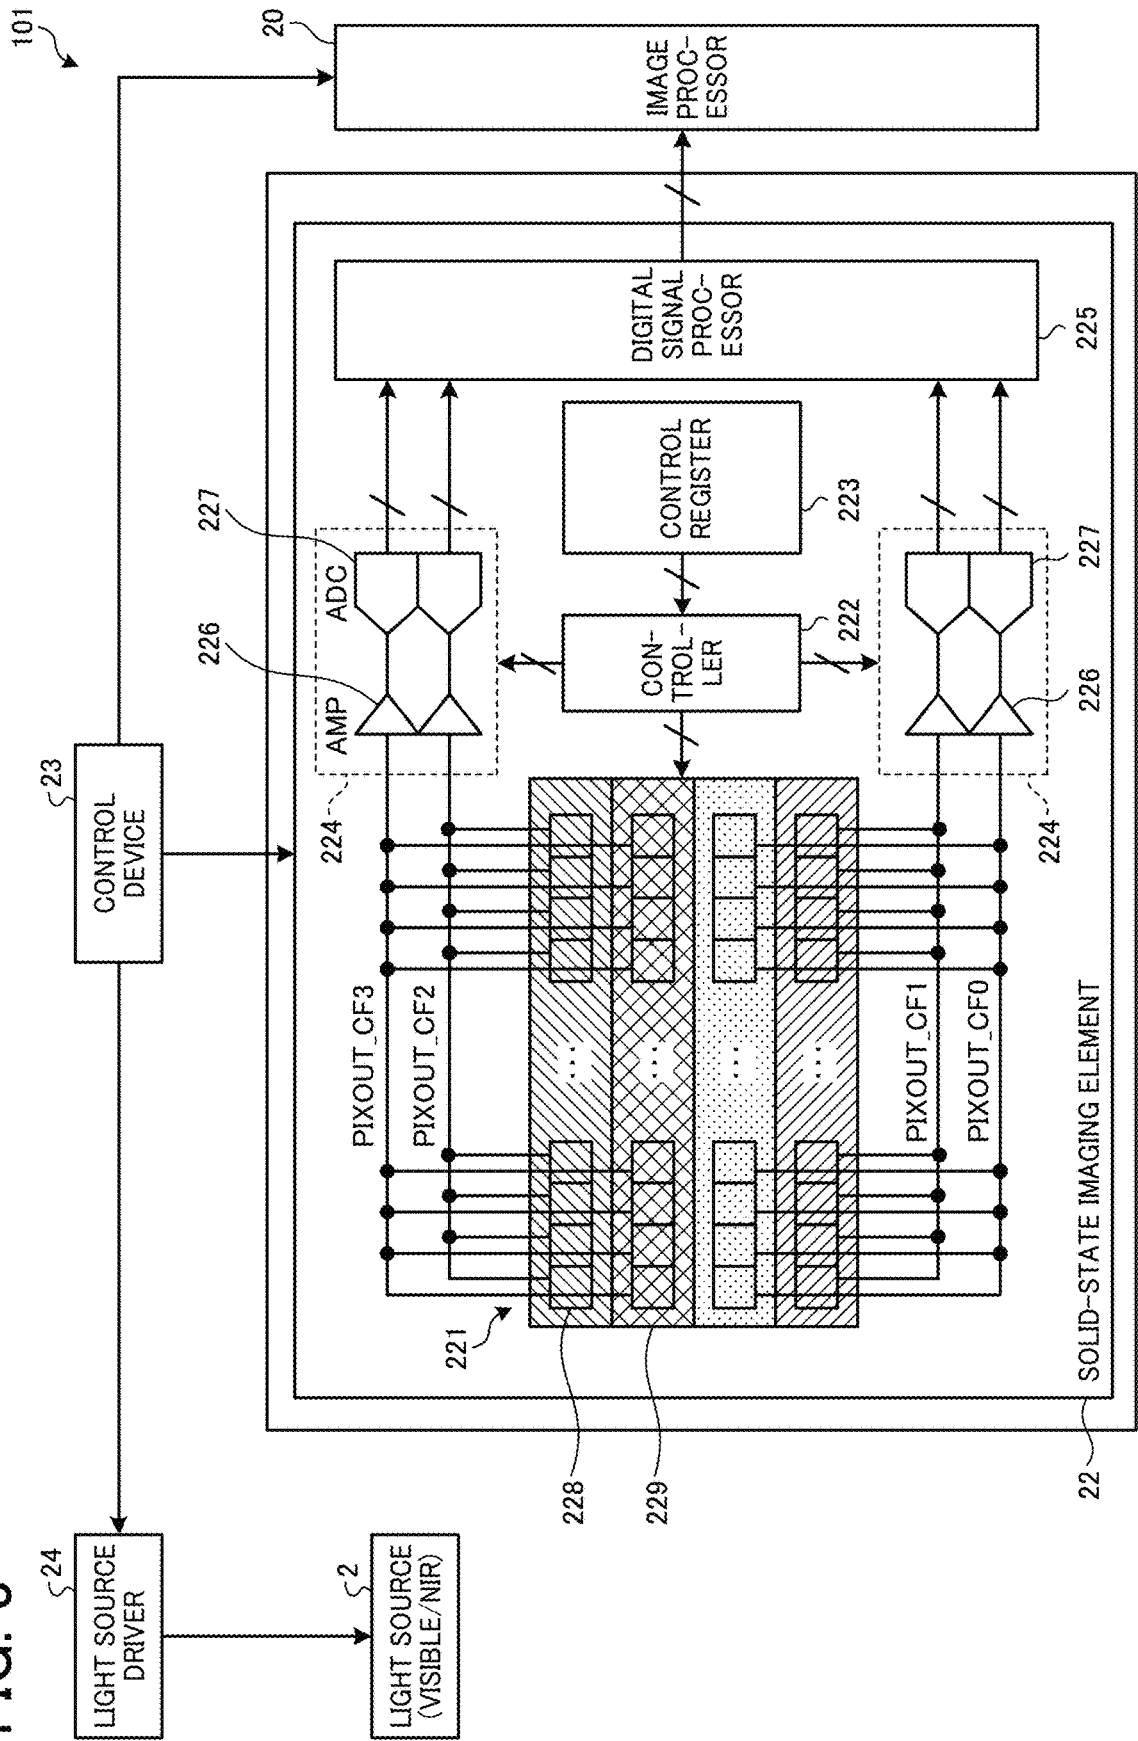 101
23
CONTROL
DEVICE
24
LIGHT SOURCE
DRIVER
2
LIGHT SOURCE
(VISIBLE/NIR)
20
IMAGE
PROC-
ESSOR
DIGITAL
SIGNAL
PROC-
ESSOR
225
227
ADC
226
AMP
224
CONTROL
REGISTER
223
CON-
TROL-
LER
222
227
226
224
PIXOUT_CF3
PIXOUT_CF2
PIXOUT_CF1
PIXOUT_CF0
...
...
...
...
221
228
229
SOLID-STATE IMAGING ELEMENT
22